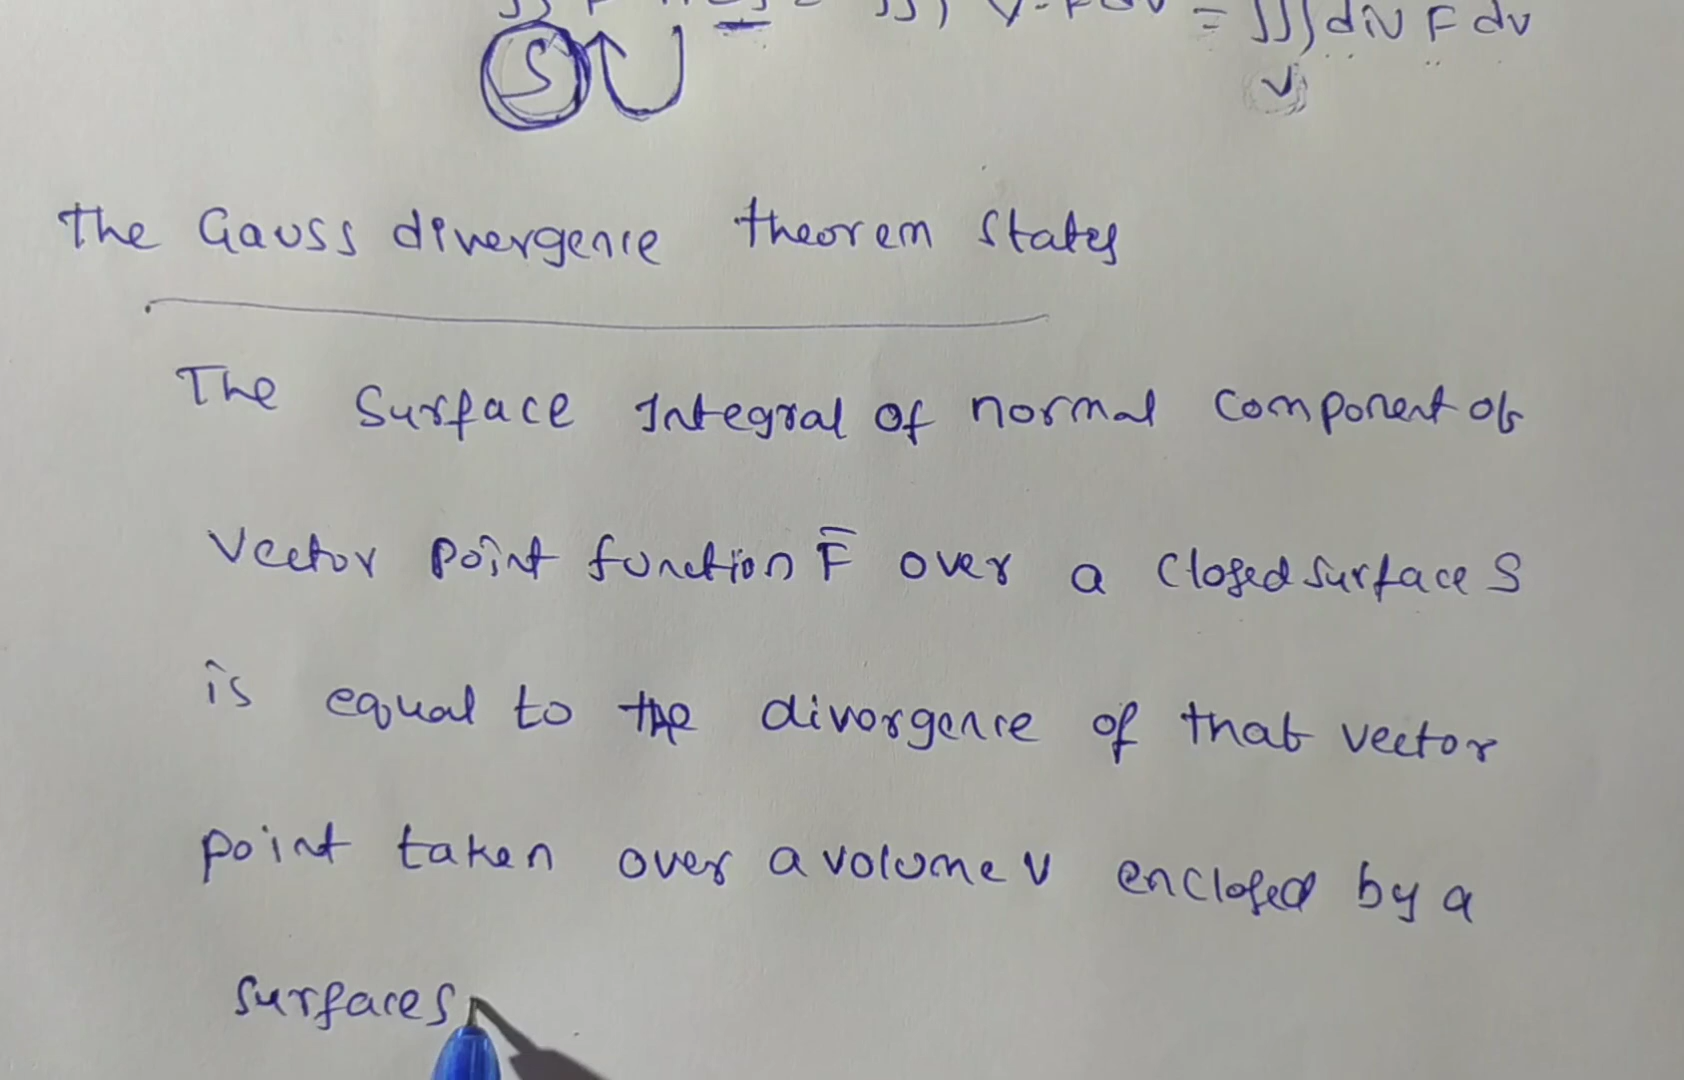 = ∭ div F dv
S V
The Gauss divergence theorem states
The Surface Integral of normal component of
Vector point function F̅ over a closed surface S
is equal to the divergence of that vector
point taken over a volume V enclosed by a
surface S